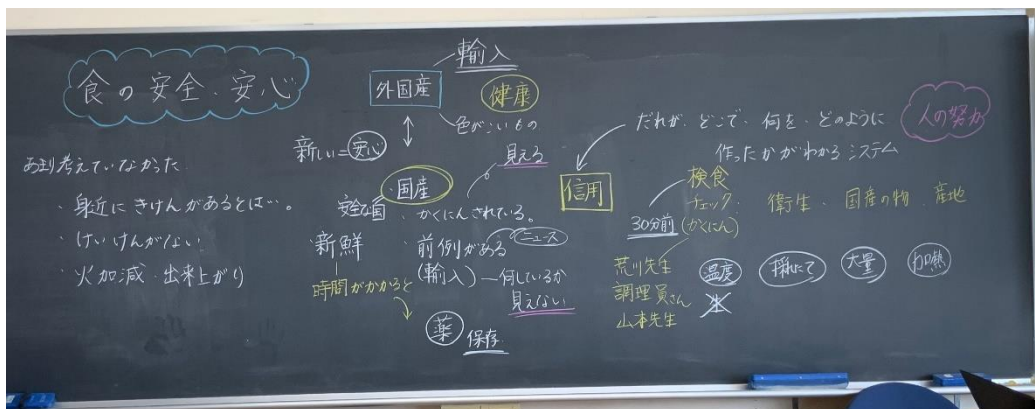 食の安全・安心
あまり考えていなかった
・身近にきけんがあるとは…。
・けいけんがない
・火加減・出来上がり
輸入
外国産
健康
色がこいもの
新しい=安心
見える
・国産
安全な国
・かくにんされている。
・新鮮
・前例がある
ニュース
(輸入)―何しているか
見えない
時間がかかると
薬
保存
信用
だれが、どこで、何を、どのように
作ったかがわかるシステム
人の努力
検食
チェック:衛生・国産の物・産地
(かくにん)
30分前
荒川先生
調理員さん
山本先生
温度
採れたて
大量
加熱
生